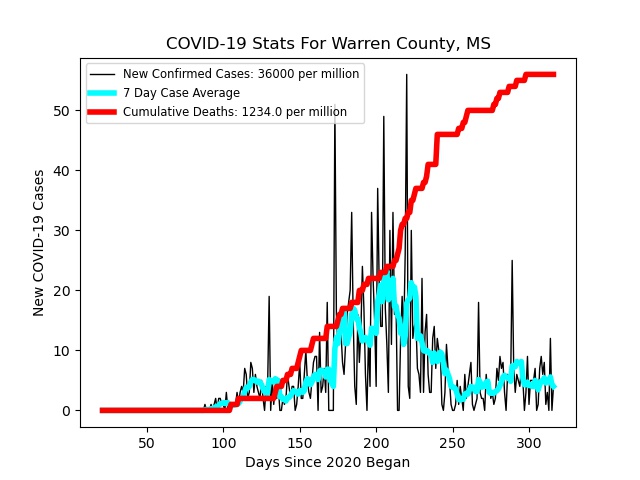 COVID-19 Stats For Warren County, MS
New Confirmed Cases: 36000 per million
7 Day Case Average
Cumulative Deaths: 1234.0 per million
New COVID-19 Cases
50
40
30
20
10
0
50 100 150 200 250 300
Days Since 2020 Began